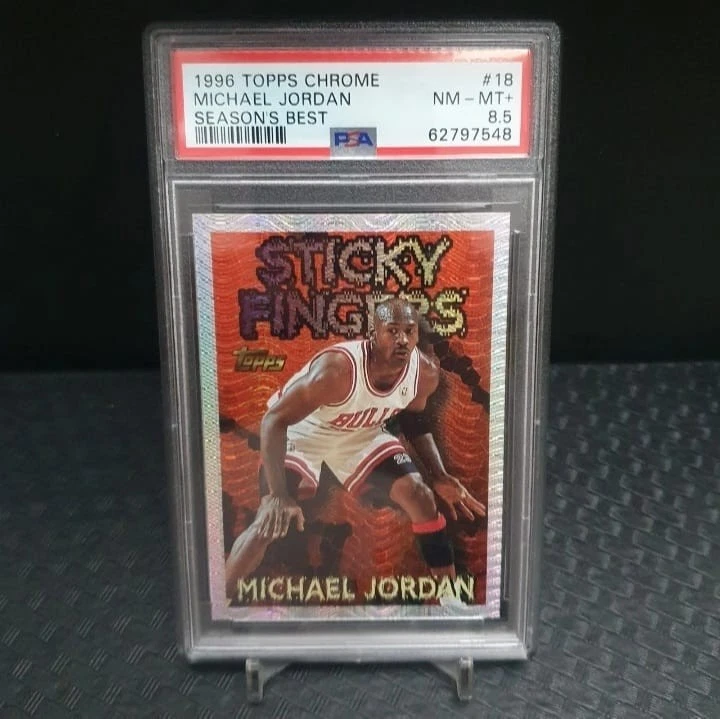 1996 TOPPS CHROME #18
MICHAEL JORDAN NM - MT+
SEASON'S BEST 8.5
PSA 62797548
STICKY
FINGERS
Topps
BULLS
23
MICHAEL JORDAN